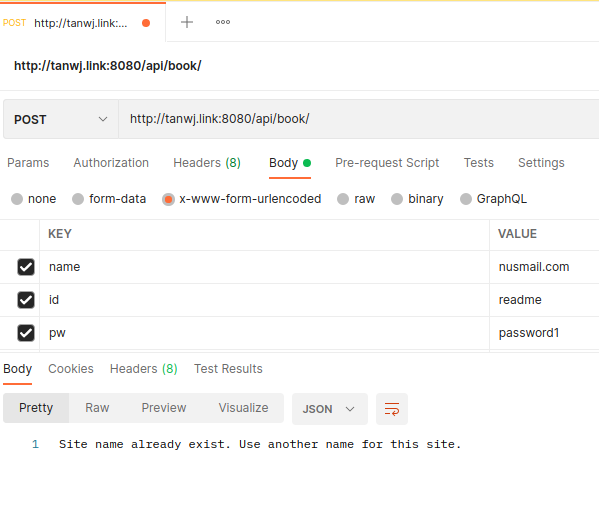 POST http://tanwj.link:... + ooo
http://tanwj.link:8080/api/book/
POST http://tanwj.link:8080/api/book/
Params Authorization Headers (8) Body Pre-request Script Tests Settings
none form-data x-www-form-urlencoded raw binary GraphQL
KEY VALUE
name nusmail.com
id readme
pw password1
Body Cookies Headers (8) Test Results
Pretty Raw Preview Visualize JSON
1 Site name already exist. Use another name for this site.